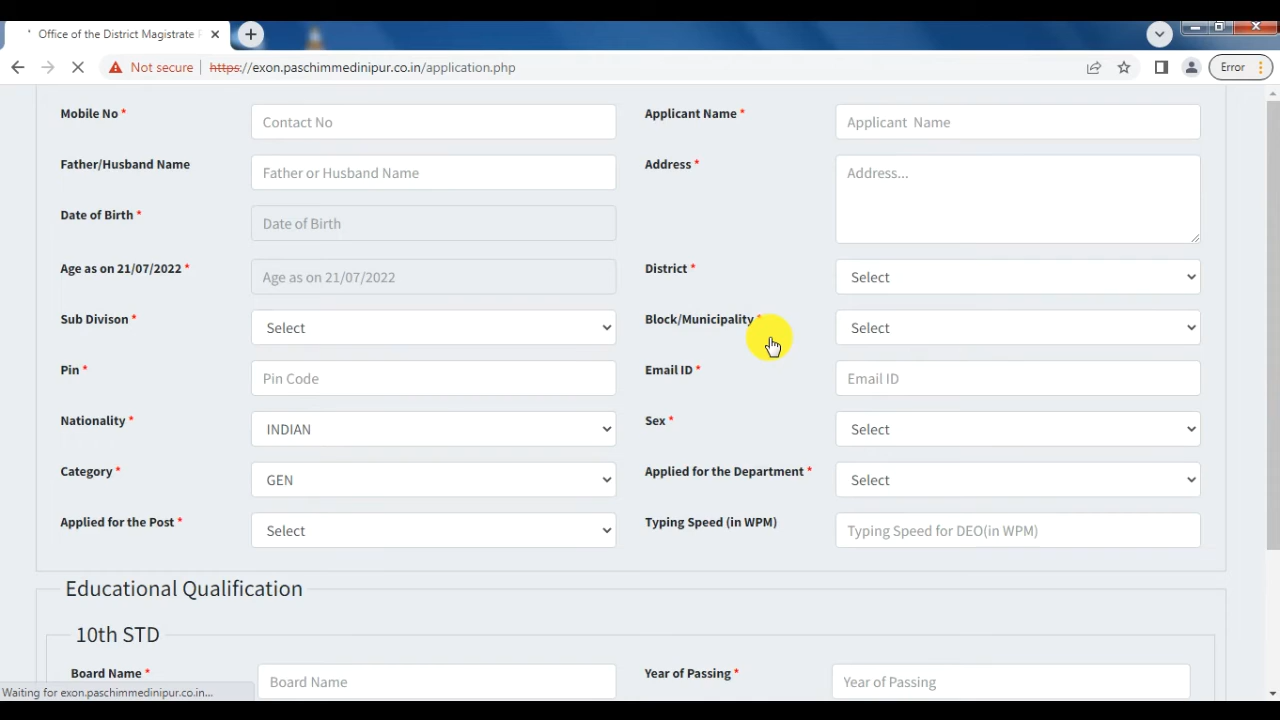 Office of the District Magistrate
Not secure https://exon.paschimmedinipur.co.in/application.php Error
Mobile No * Contact No Applicant Name * Applicant Name
Father/Husband Name Father or Husband Name Address * Address...
Date of Birth * Date of Birth
Age as on 21/07/2022 * Age as on 21/07/2022 District * Select
Sub Divison * Select Block/Municipality * Select
Pin * Pin Code Email ID * Email ID
Nationality * INDIAN Sex * Select
Category * GEN Applied for the Department * Select
Applied for the Post * Select Typing Speed (in WPM) Typing Speed for DEO(in WPM)
Educational Qualification
10th STD
Board Name * Board Name Year of Passing * Year of Passing
Waiting for exon.paschimmedinipur.co.in...